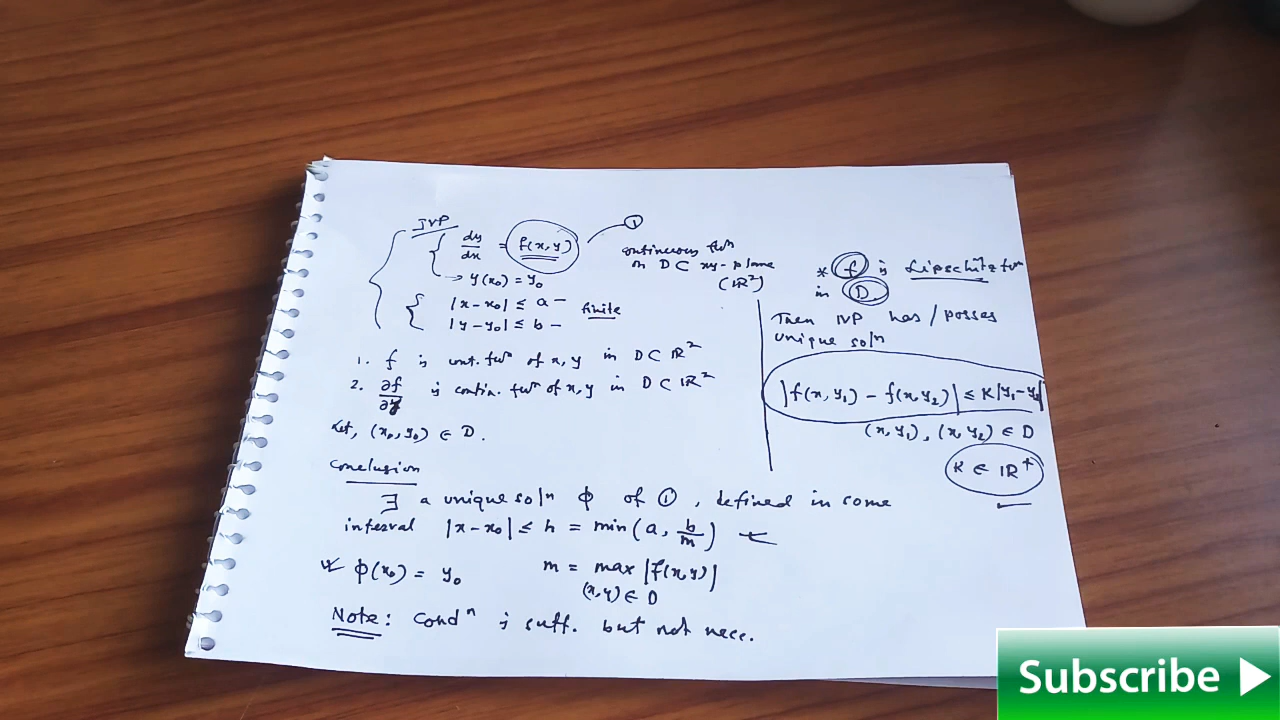 IVP
dy/dx = f(x,y) ①
→ y(x₀) = y₀
|x-x₀| ≤ a – finite
|y-y₀| ≤ b –
continuous fuⁿ
on D ⊂ xy-plane
(IR²)
1. f is cont. fuⁿ of x, y in D ⊂ IR²
2. ∂f/∂y is contin. fuⁿ of x, y in D ⊂ IR²
Let, (x₀, y₀) ∈ D.
Conclusion
∃ a unique solⁿ ϕ of ①, defined in some
interval |x-x₀| ≤ h = min(a, b/m)
ϕ(x₀) = y₀
m = max |f(x,y)|
(x,y) ∈ D
Note: Condⁿ is suff. but not necc.
* f is Lipschitz fuⁿ
in D.
Then IVP has / posses
unique solⁿ
|f(x,y₁) - f(x,y₂)| ≤ K|y₁-y₂|
(x,y₁), (x,y₂) ∈ D
K ∈ IR⁺
Subscribe